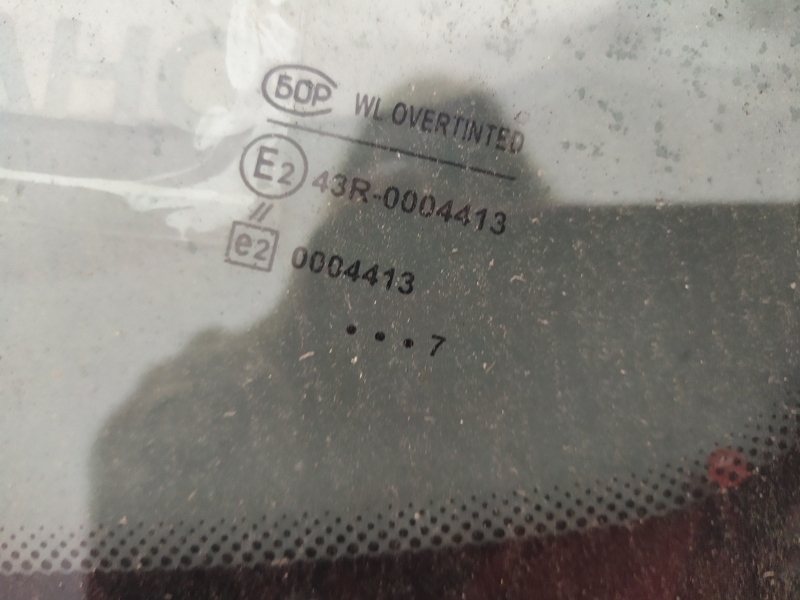 БОР WL OVERTINTED
E2 43R-0004413
//
e2 0004413
• • • 7